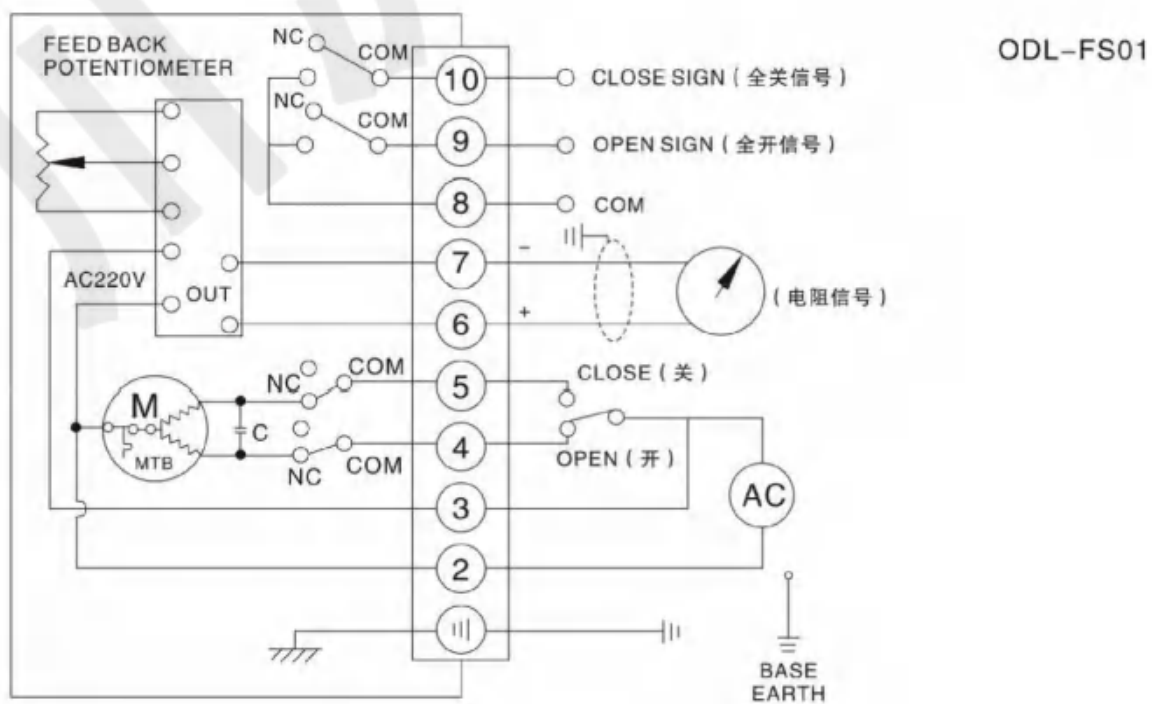 ODL-FS01
FEED BACK
POTENTIOMETER
NC
COM
10
CLOSE SIGN ( 全关信号 )
NC
COM
9
OPEN SIGN ( 全开信号 )
8
COM
7
−
AC220V
OUT
( 电阻信号 )
6
+
NC
COM
5
CLOSE ( 关 )
M
C
MTB
NC
COM
4
OPEN ( 开 )
AC
3
2
BASE
EARTH